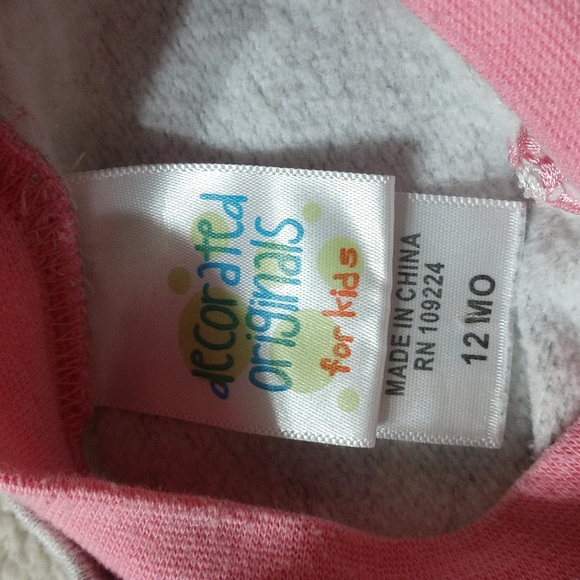 decorated
originals
for kids
MADE IN CHINA
RN 109224
12 MO